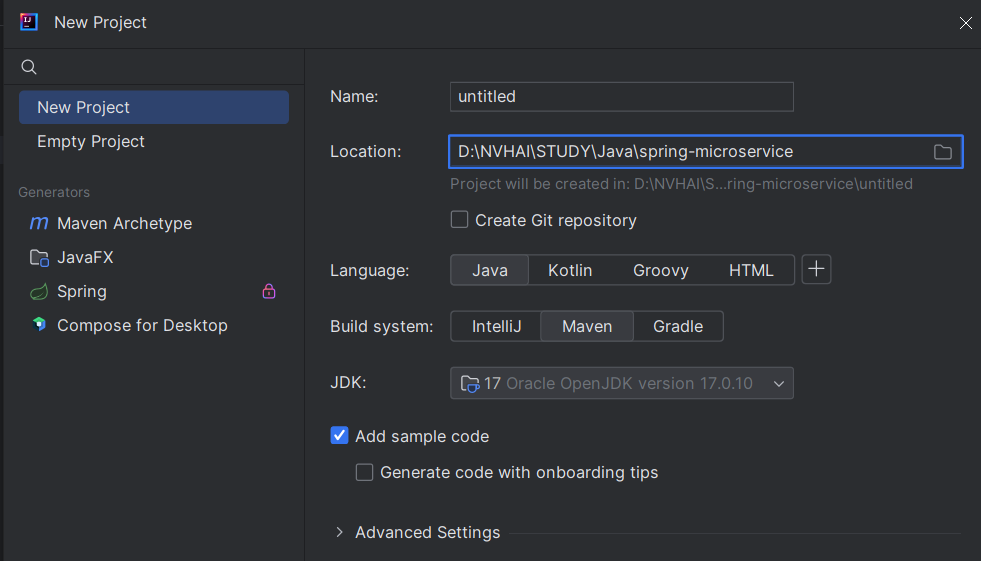 New Project
New Project
Empty Project
Generators
Maven Archetype
JavaFX
Spring
Compose for Desktop
Name: untitled
Location: D:\NVHAI\STUDY\Java\spring-microservice
Project will be created in: D:\NVHAI\S...ring-microservice\untitled
Create Git repository
Language: Java Kotlin Groovy HTML
Build system: IntelliJ Maven Gradle
JDK: 17 Oracle OpenJDK version 17.0.10
Add sample code
Generate code with onboarding tips
Advanced Settings